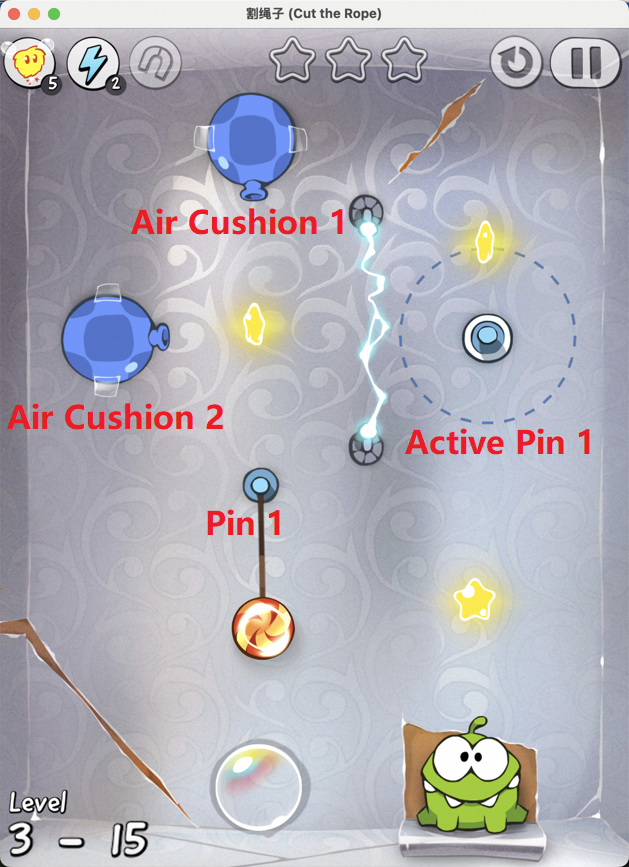 割绳子 (Cut the Rope)
5
2
Air Cushion 1
Air Cushion 2
Active Pin 1
Pin 1
Level
3 - 15